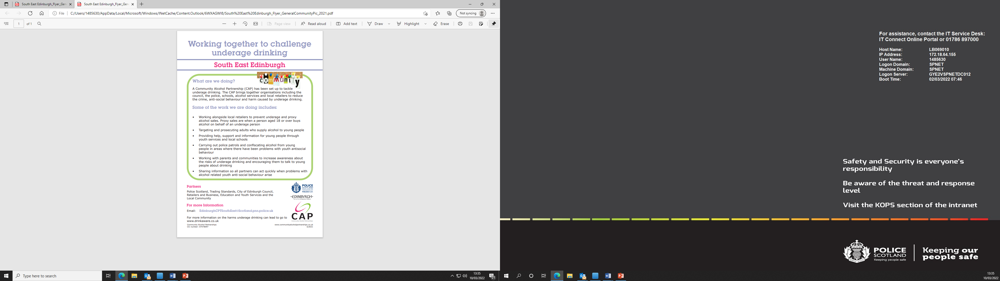 South East Edinburgh_Flyer_Gen
South East Edinburgh_Flyer_Gen
File
C:/Users/1485630/AppData/Local/Microsoft/Windows/INetCache/Content.Outlook/6WXAGWI8/South%20East%20Edinburgh_Flyer_GeneralCommunityPic_2021.pdf
Not syncing
1 of 1
Page view
Read aloud
Add text
Draw
Highlight
Erase
Working together to challenge
underage drinking
South East Edinburgh
community
What are we doing?
A Community Alcohol Partnership (CAP) has been set up to tackle
underage drinking. The CAP brings together organisations including the
council, the police, schools, alcohol services and local retailers to reduce
the crime, anti-social behaviour and harm caused by underage drinking.
Some of the work we are doing includes:
• Working alongside local retailers to prevent underage and proxy
alcohol sales. Proxy sales are when a person aged 18 or over buys
alcohol on behalf of an underage person
• Targeting and prosecuting adults who supply alcohol to young people
• Providing help, support and information for young people through
youth services and local schools
• Carrying out police patrols and confiscating alcohol from young
people in areas where there have been problems with youth antisocial
behaviour
• Working with parents and communities to increase awareness about
the risks of underage drinking and encouraging them to talk to young
people about drinking
• Sharing information so all partners can act quickly when problems with
alcohol related youth anti-social behaviour arise
Partners
Police Scotland, Trading Standards, City of Edinburgh Council,
Retailers and Business, Education and Youth Services and the
Local Community
POLICE
SCOTLAND
Keeping people safe
POILEAS ALBA
·EDINBVRGH·
THE CITY OF EDINBURGH COUNCIL
For more Information
Email: EdinburghCPTSouthEast@Scotland.pnn.police.uk
For more information on the harms underage drinking can lead to go to
www.drinkaware.co.uk
CAP
Community Alcohol Partnerships
Community Alcohol Partnerships
CIC number: 07478097
www.communityalcoholpartnerships.co.uk
©2021
Type here to search
13:35
10/03/2022
21
For assistance, contact the IT Service Desk:
IT Connect Online Portal or 01786 897000
Host Name: LB069010
IP Address: 172.18.64.155
User Name: 1485630
Logon Domain: SPNET
Machine Domain: SPNET
Logon Server: GYE2VSPNETDC012
Boot Time: 02/03/2022 07:46
Safety and Security is everyone's
responsibility
Be aware of the threat and response
level
Visit the KOPS section of the intranet
POLICE
SCOTLAND
Keeping people safe
Keeping our
people safe
13:35
10/03/2022